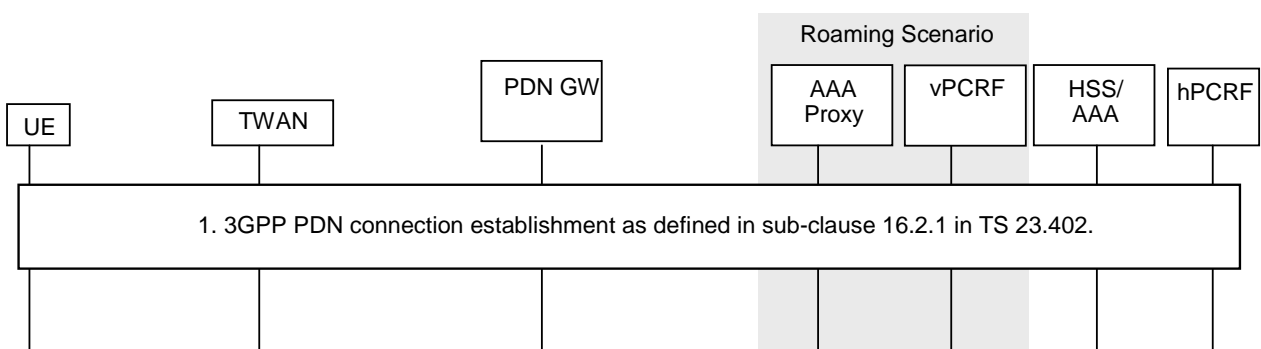 Roaming Scenario
UE
TWAN
PDN GW
AAA
Proxy
vPCRF
HSS/
AAA
hPCRF
1. 3GPP PDN connection establishment as defined in sub-clause 16.2.1 in TS 23.402.